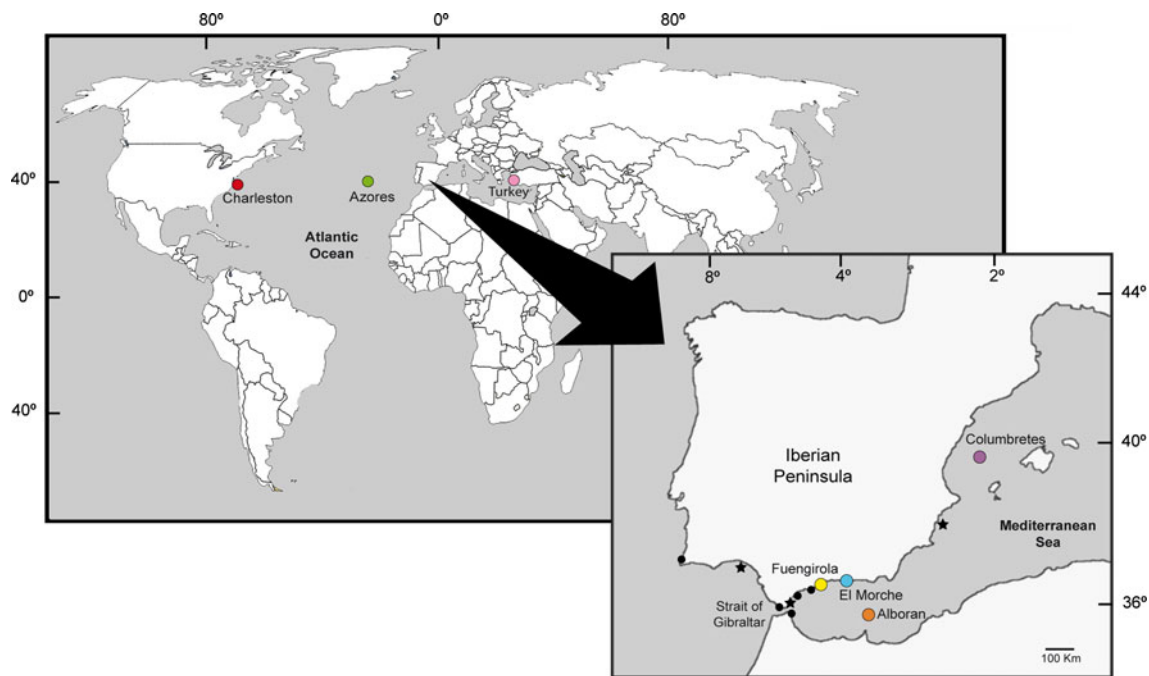 80º 0º 80º
40º
0º
40º
Charleston
Azores
Turkey
Atlantic
Ocean
8º 4º 2º
44º
40º
36º
Columbretes
Iberian
Peninsula
Mediterranean
Sea
Fuengirola
El Morche
Strait of
Gibraltar
Alboran
100 Km